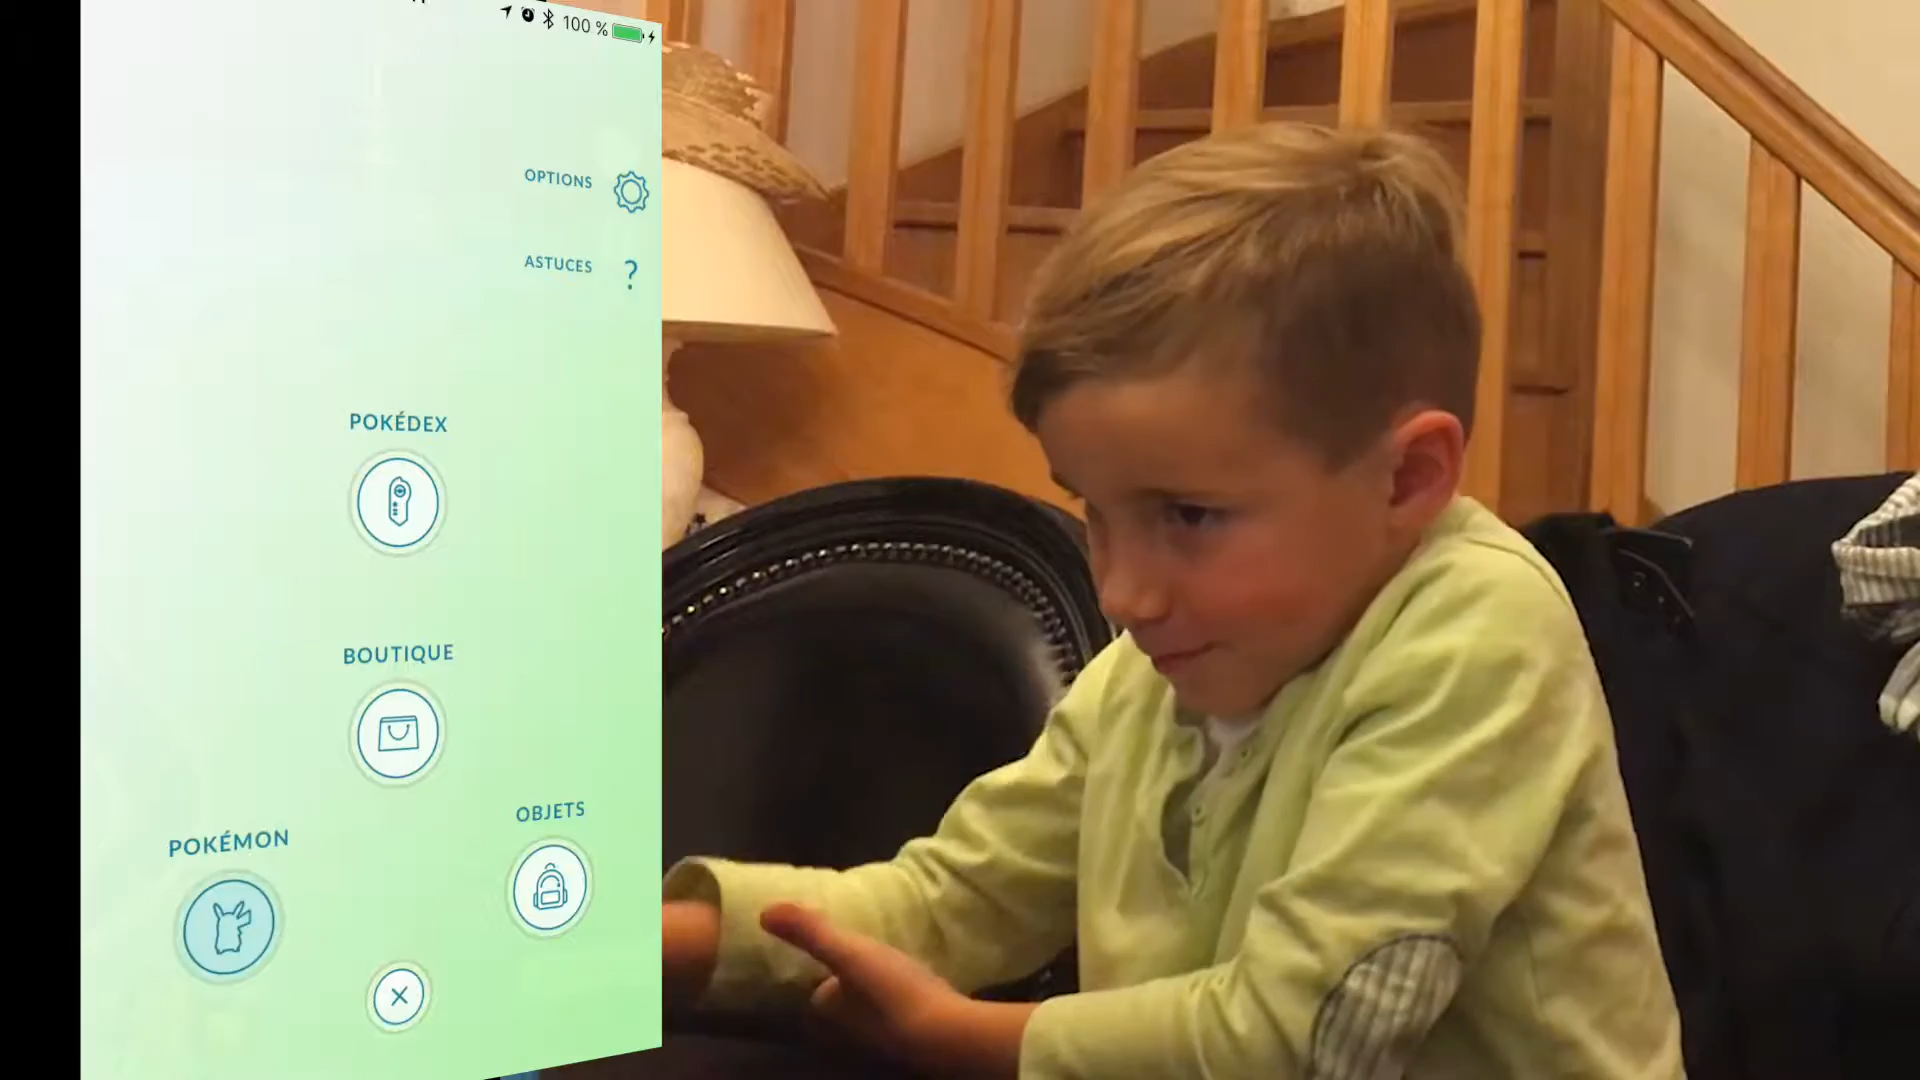 100 %
OPTIONS
ASTUCES ?
POKÉDEX
BOUTIQUE
OBJETS
POKÉMON